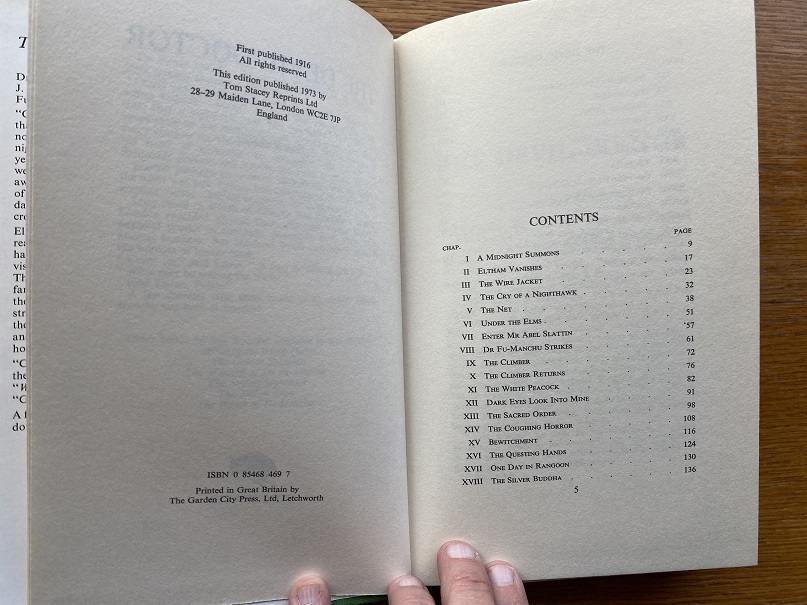 First published 1916
All rights reserved
This edition published 1973 by
Tom Stacey Reprints Ltd
28–29 Maiden Lane, London WC2E 7JP
England
ISBN 0 85468 469 7
Printed in Great Britain by
The Garden City Press, Ltd, Letchworth
CONTENTS
CHAP. PAGE
I A Midnight Summons 9
II Eltham Vanishes 17
III The Wire Jacket 23
IV The Cry of a Nighthawk 32
V The Net 38
VI Under the Elms 51
VII Enter Mr Abel Slattin 57
VIII Dr Fu-Manchu Strikes 61
IX The Climber 72
X The Climber Returns 76
XI The White Peacock 82
XII Dark Eyes Look Into Mine 91
XIII The Sacred Order 98
XIV The Coughing Horror 108
XV Bewitchment 116
XVI The Questing Hands 124
XVII One Day in Rangoon 130
XVIII The Silver Buddha 136
5